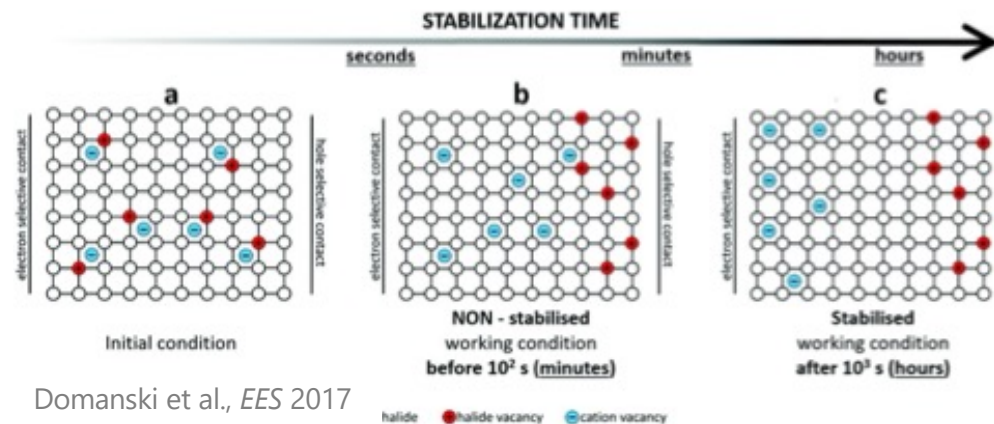 STABILIZATION TIME
seconds minutes hours
a b c
electron selective contact
hole selective contact
electron selective contact
hole selective contact
electron selective contact
Initial condition
NON - stabilised
working condition
before 10² s (minutes)
Stabilised
working condition
after 10³ s (hours)
Domanski et al., EES 2017
halide halide vacancy cation vacancy